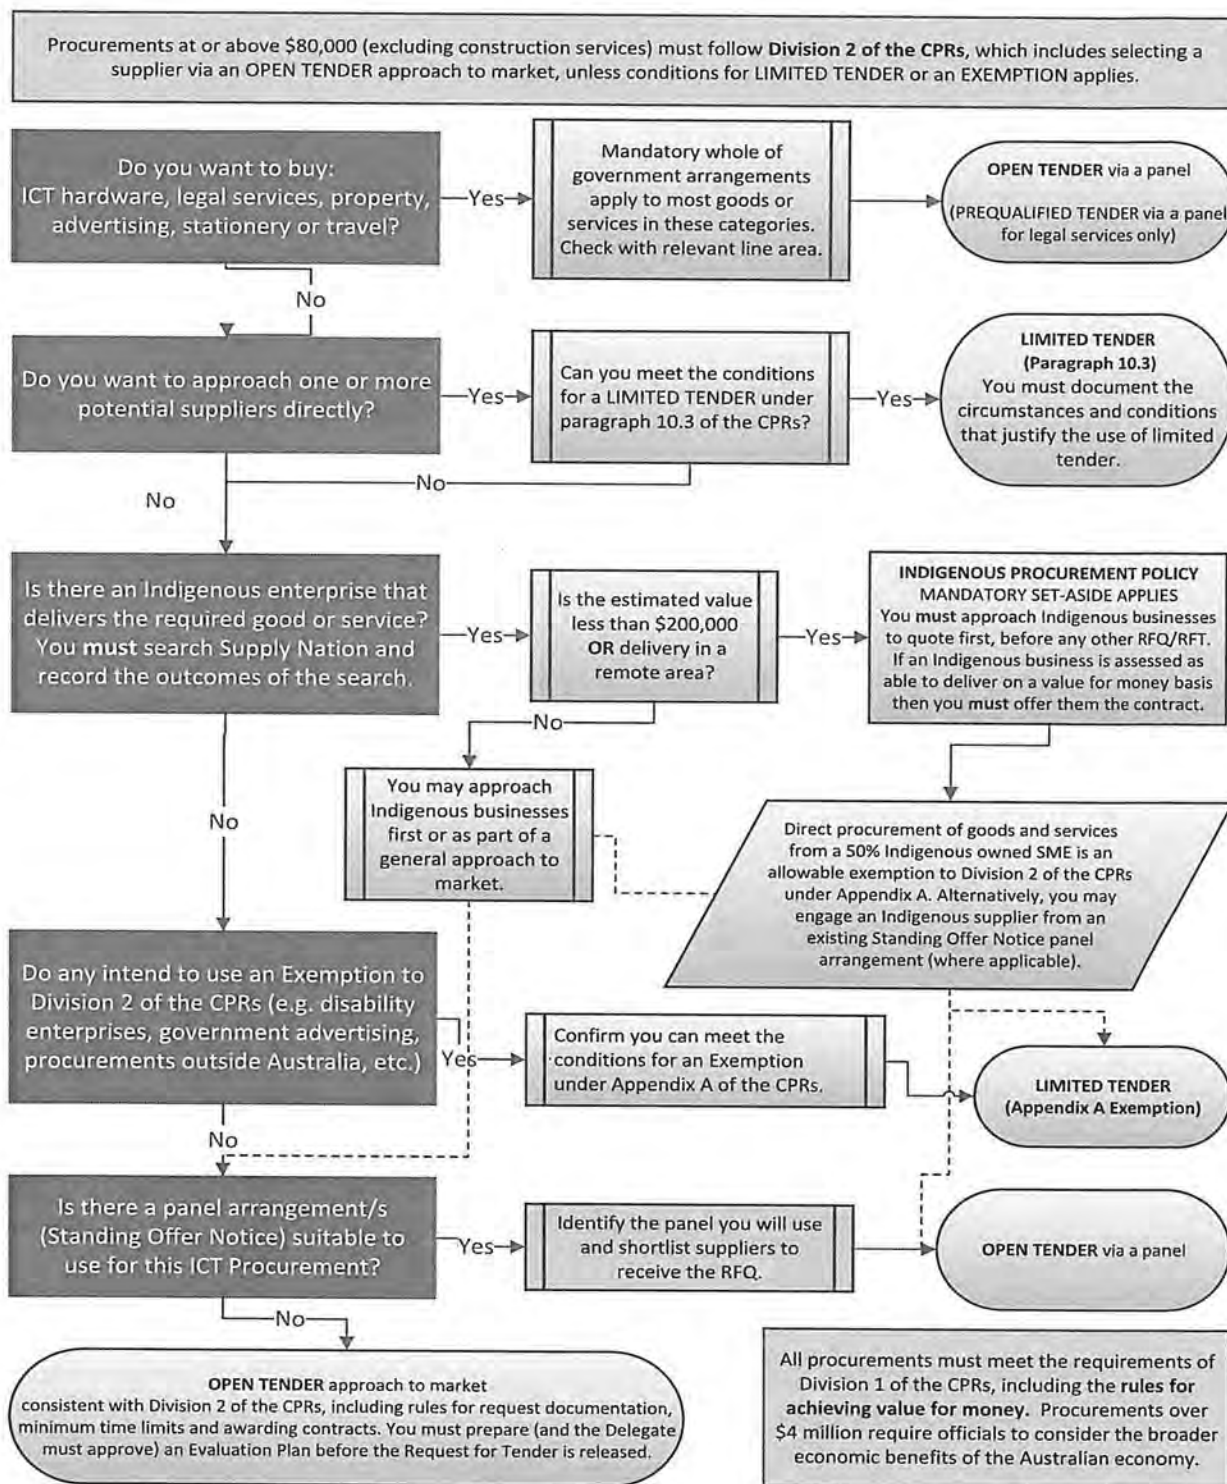 Procurements at or above $80,000 (excluding construction services) must follow Division 2 of the CPRs, which includes selecting a
supplier via an OPEN TENDER approach to market, unless conditions for LIMITED TENDER or an EXEMPTION applies.
Do you want to buy:
ICT hardware, legal services, property,
advertising, stationery or travel?
Yes
Mandatory whole of
government arrangements
apply to most goods or
services in these categories.
Check with relevant line area.
OPEN TENDER via a panel
(PREQUALIFIED TENDER via a panel
for legal services only)
No
Do you want to approach one or more
potential suppliers directly?
Yes
Can you meet the conditions
for a LIMITED TENDER under
paragraph 10.3 of the CPRs?
Yes
LIMITED TENDER
(Paragraph 10.3)
You must document the
circumstances and conditions
that justify the use of limited
tender.
No
No
Is there an Indigenous enterprise that
delivers the required good or service?
You must search Supply Nation and
record the outcomes of the search.
Yes
Is the estimated value
less than $200,000
OR delivery in a
remote area?
Yes
INDIGENOUS PROCUREMENT POLICY
MANDATORY SET-ASIDE APPLIES
You must approach Indigenous businesses
to quote first, before any other RFQ/RFT.
If an Indigenous business is assessed as
able to deliver on a value for money basis
then you must offer them the contract.
No
No
You may approach
Indigenous businesses
first or as part of a
general approach to
market.
Direct procurement of goods and services
from a 50% Indigenous owned SME is an
allowable exemption to Division 2 of the CPRs
under Appendix A. Alternatively, you may
engage an Indigenous supplier from an
existing Standing Offer Notice panel
arrangement (where applicable).
Do any intend to use an Exemption to
Division 2 of the CPRs (e.g. disability
enterprises, government advertising,
procurements outside Australia, etc.)
Yes
Confirm you can meet the
conditions for an Exemption
under Appendix A of the CPRs.
LIMITED TENDER
(Appendix A Exemption)
No
Is there a panel arrangement/s
(Standing Offer Notice) suitable to
use for this ICT Procurement?
Yes
Identify the panel you will use
and shortlist suppliers to
receive the RFQ.
OPEN TENDER via a panel
No
OPEN TENDER approach to market
consistent with Division 2 of the CPRs, including rules for request documentation,
minimum time limits and awarding contracts. You must prepare (and the Delegate
must approve) an Evaluation Plan before the Request for Tender is released.
All procurements must meet the requirements of
Division 1 of the CPRs, including the rules for
achieving value for money. Procurements over
$4 million require officials to consider the broader
economic benefits of the Australian economy.